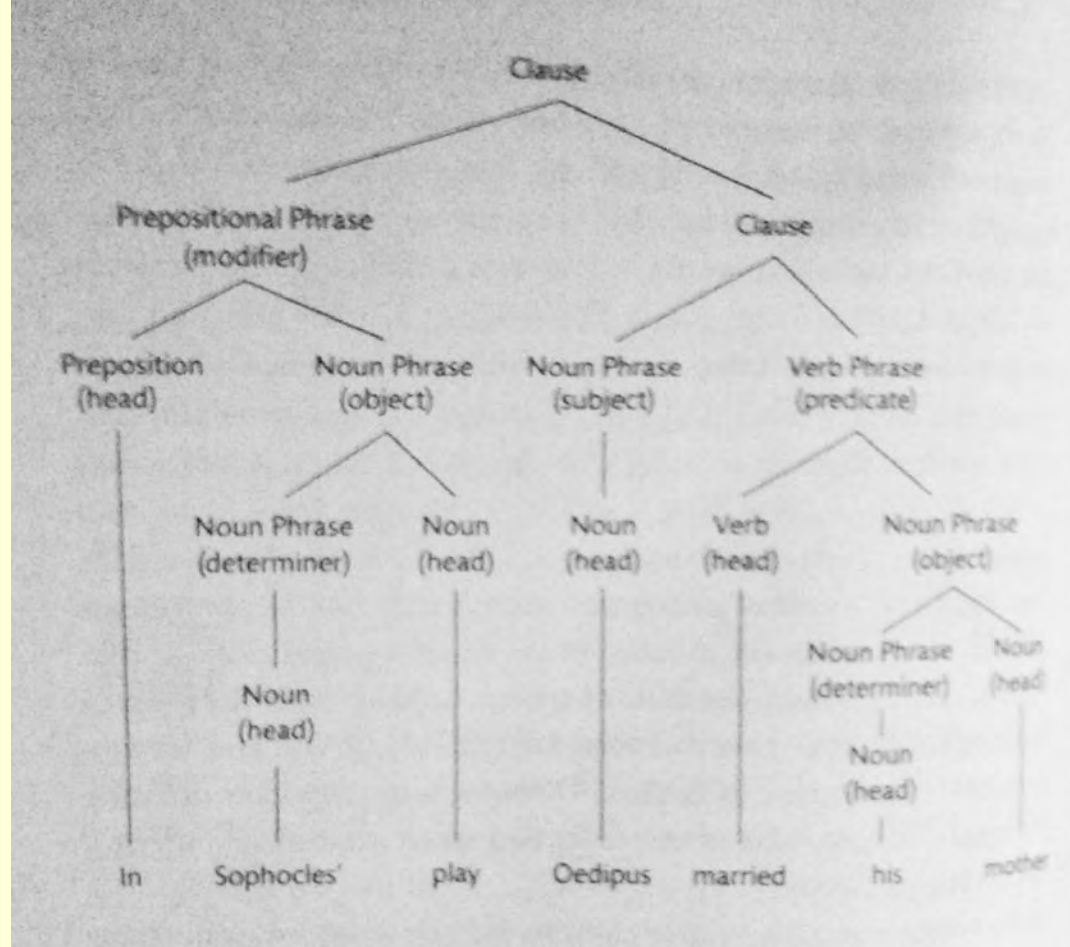 Clause
Prepositional Phrase
(modifier)
Clause
Preposition
(head)
Noun Phrase
(object)
Noun Phrase
(subject)
Verb Phrase
(predicate)
Noun Phrase
(determiner)
Noun
(head)
Noun
(head)
Verb
(head)
Noun Phrase
(object)
Noun Phrase
(determiner)
Noun
(head)
Noun
(head)
Noun
(head)
In Sophocles' play Oedipus married his mother